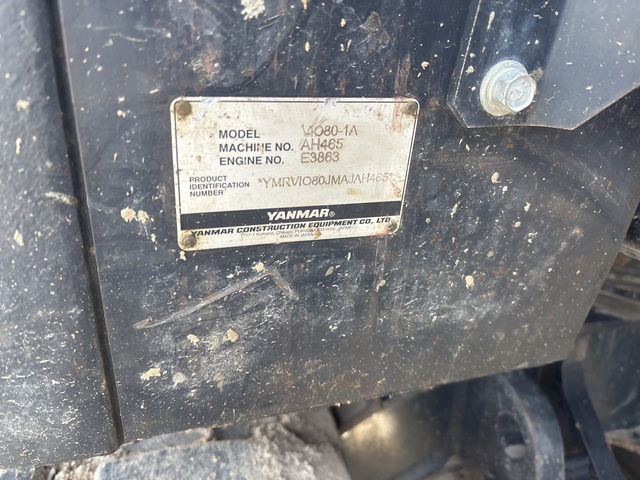 MODEL VIO80-1A
MACHINE NO. AH465
ENGINE NO. E3863
PRODUCT
IDENTIFICATION *YMRVIO80JMAJAH465*
NUMBER
YANMAR®
YANMAR CONSTRUCTION EQUIPMENT CO., LTD.
MADE IN JAPAN